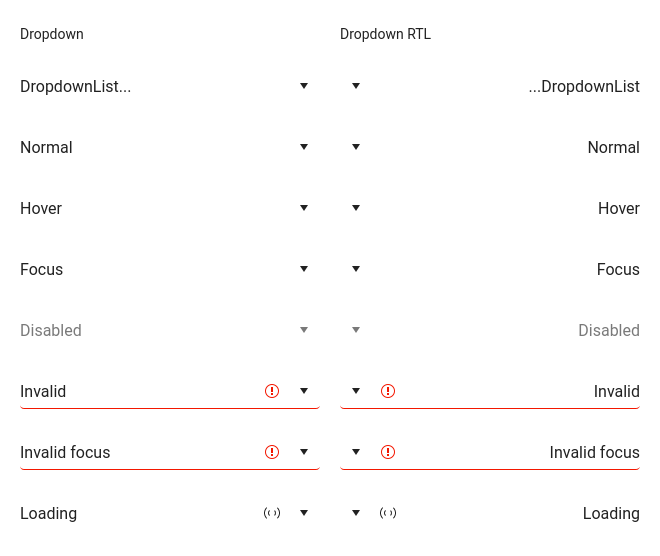 Dropdown
Dropdown RTL
DropdownList...
...DropdownList
Normal
Normal
Hover
Hover
Focus
Focus
Disabled
Disabled
Invalid
Invalid
Invalid focus
Invalid focus
Loading
Loading